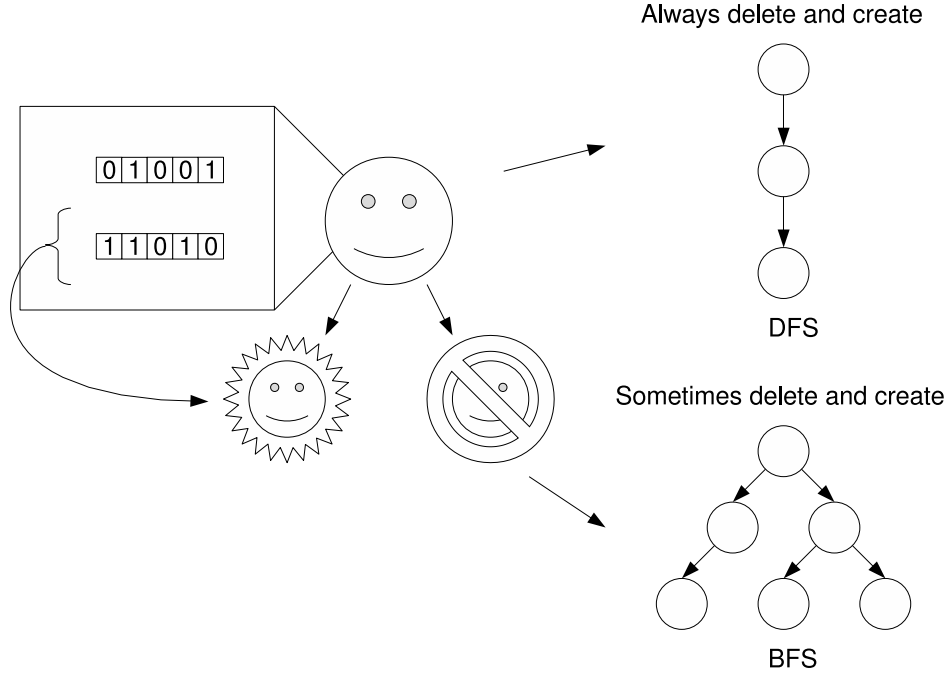 Always delete and create
01001
11010
DFS
Sometimes delete and create
BFS